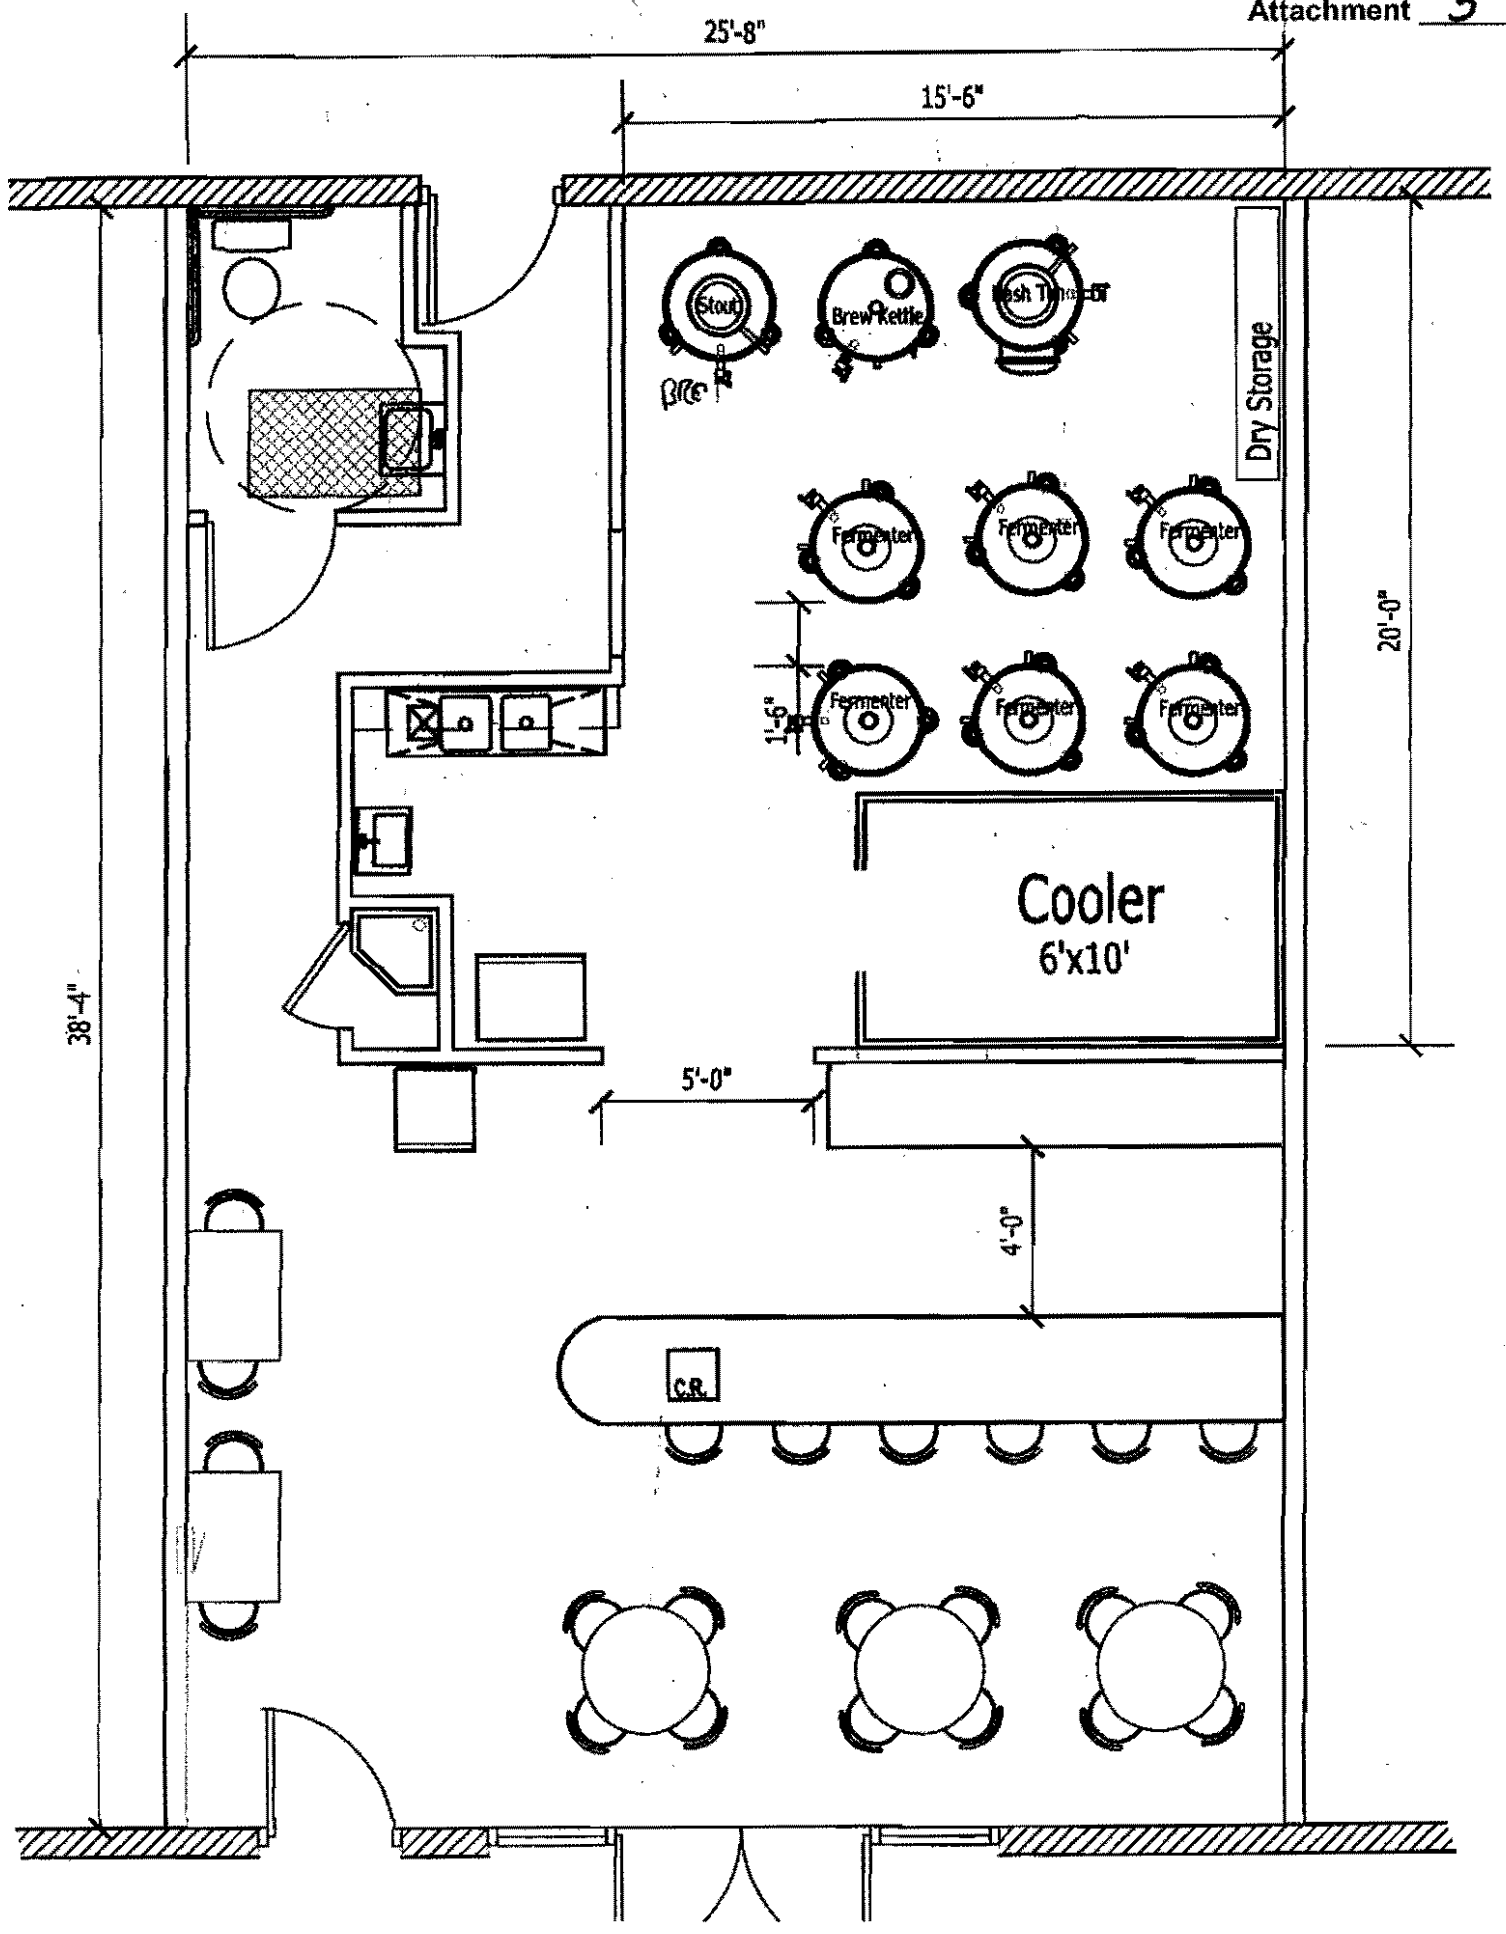 Attachment 3
25'-8"
15'-6"
Stout
Brew Kettle
Dry Storage
Fermenter
Fermenter
Fermenter
20'-0"
Fermenter
Fermenter
Fermenter
1'-6"
Cooler
6'x10'
38'-4"
5'-0"
4'-0"
C.R.